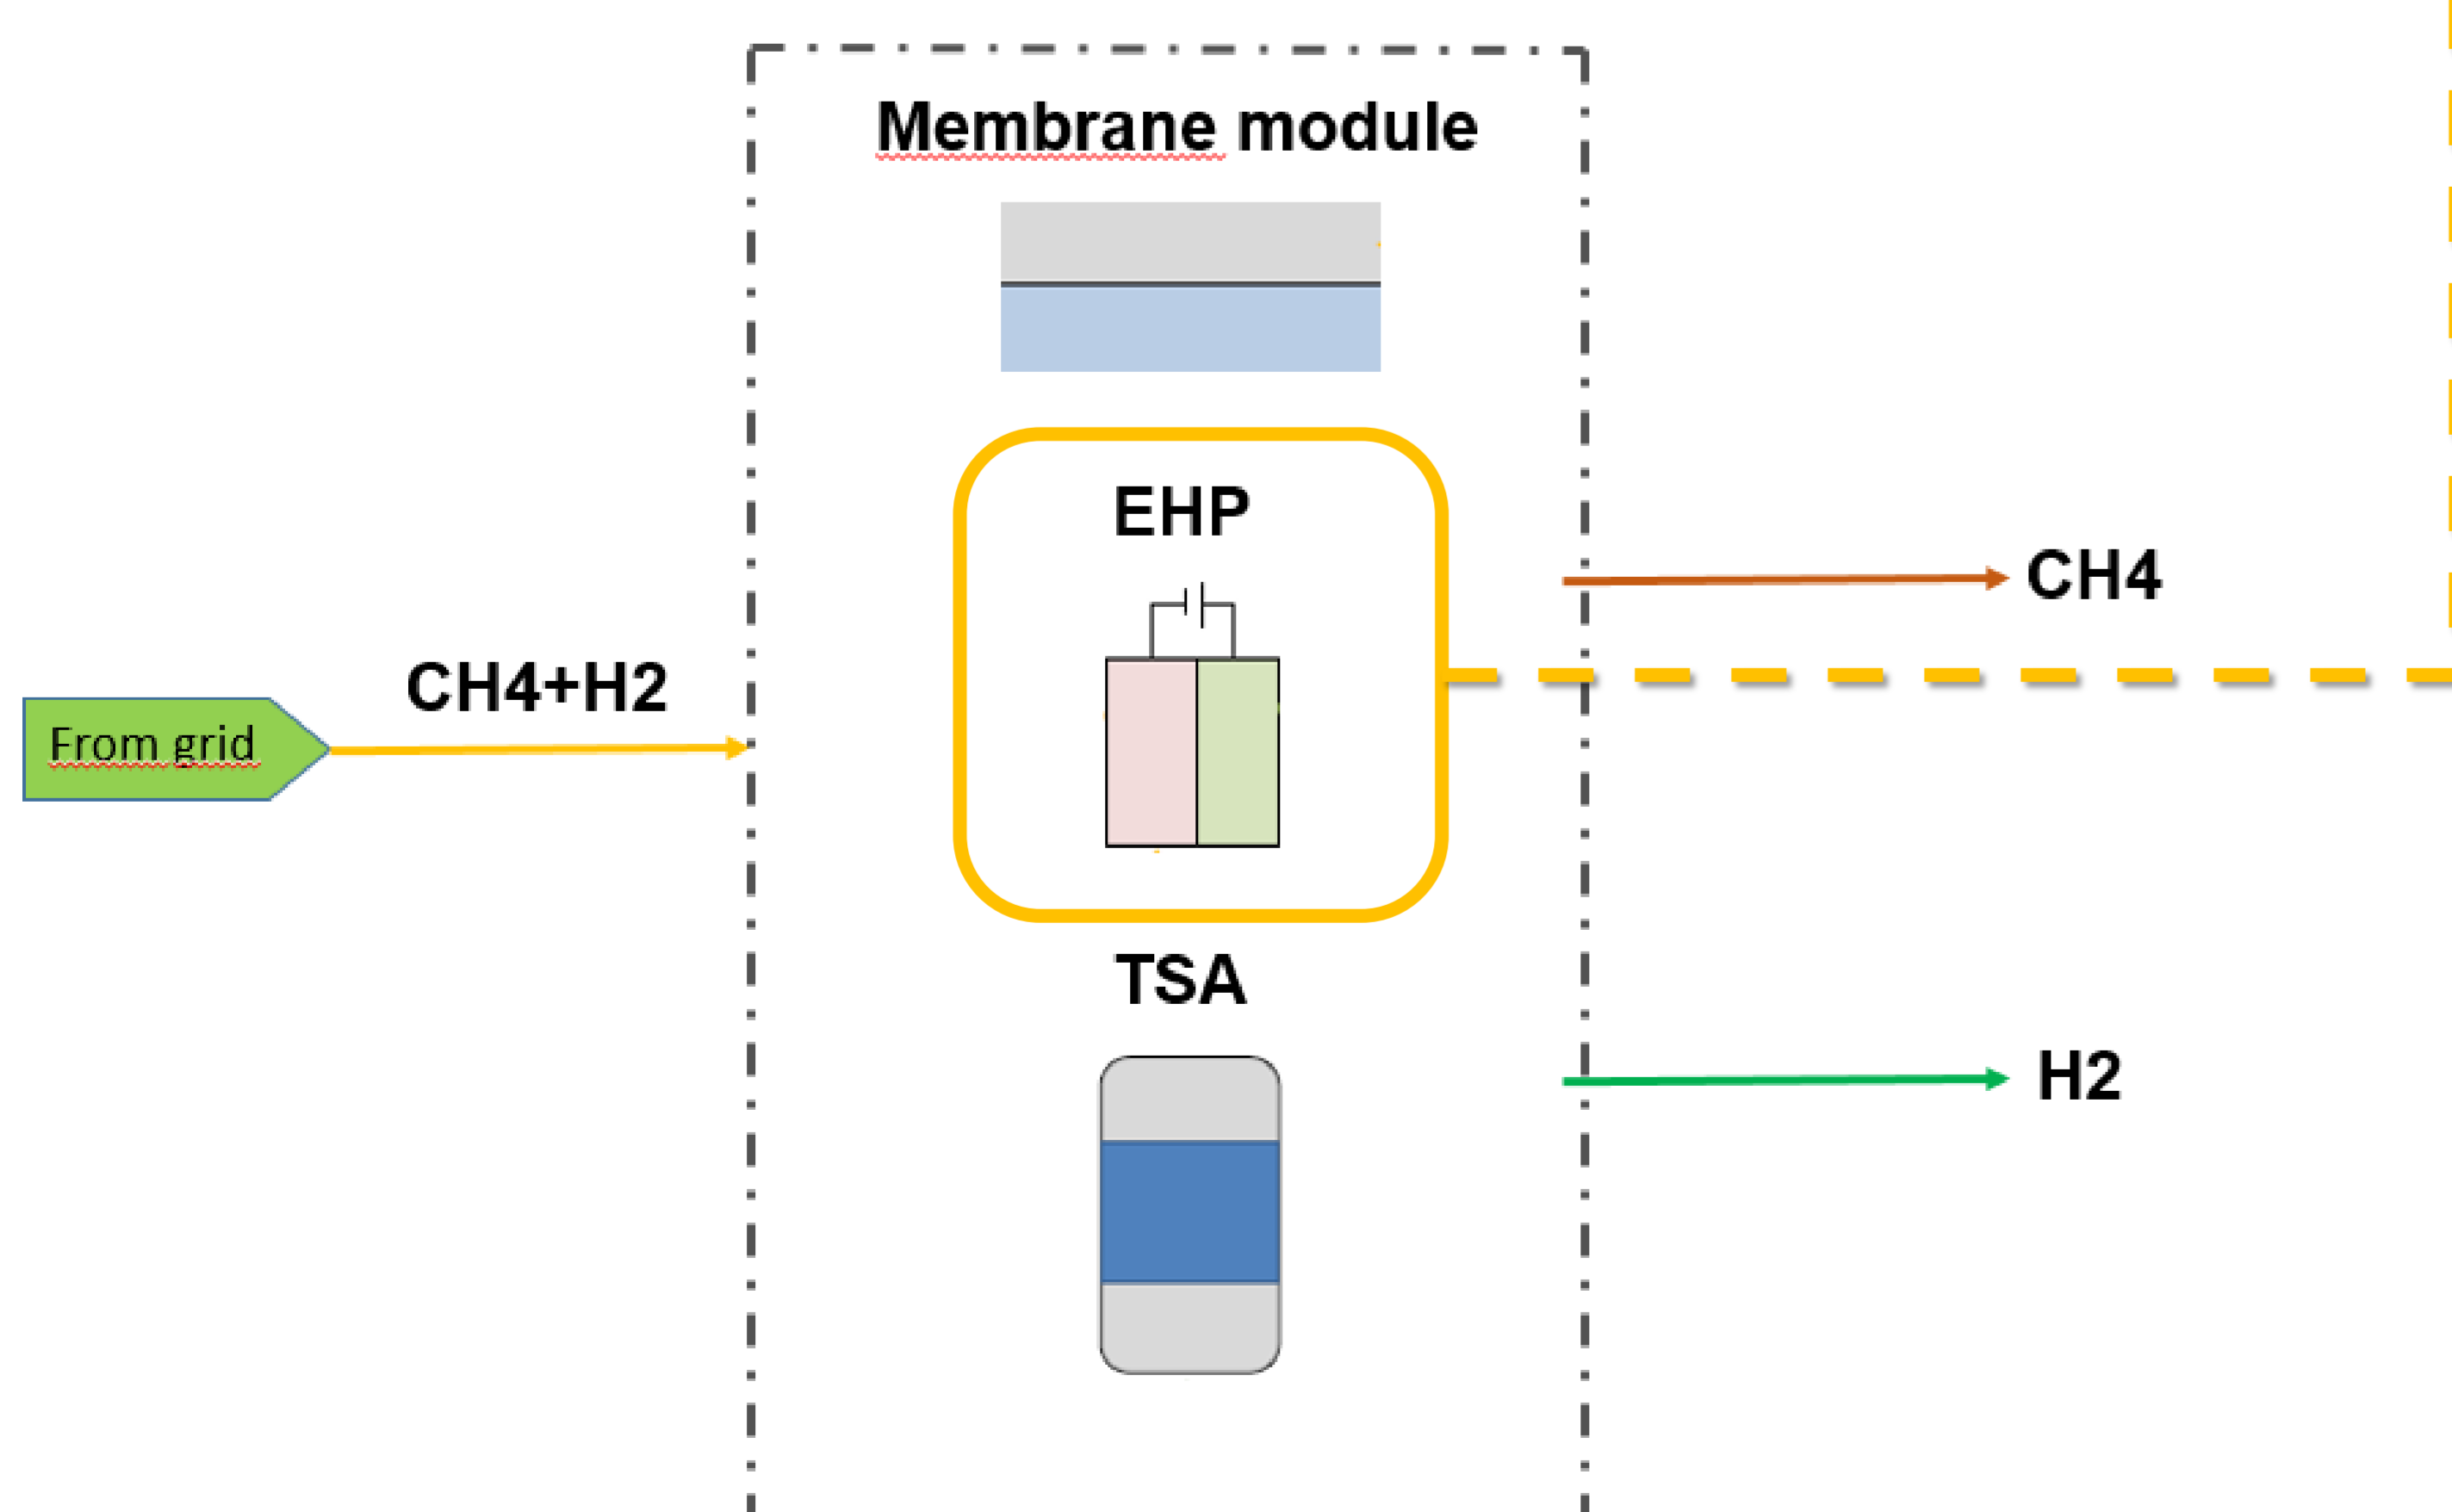 Membrane module
EHP
CH4
CH4+H2
From grid
TSA
H2